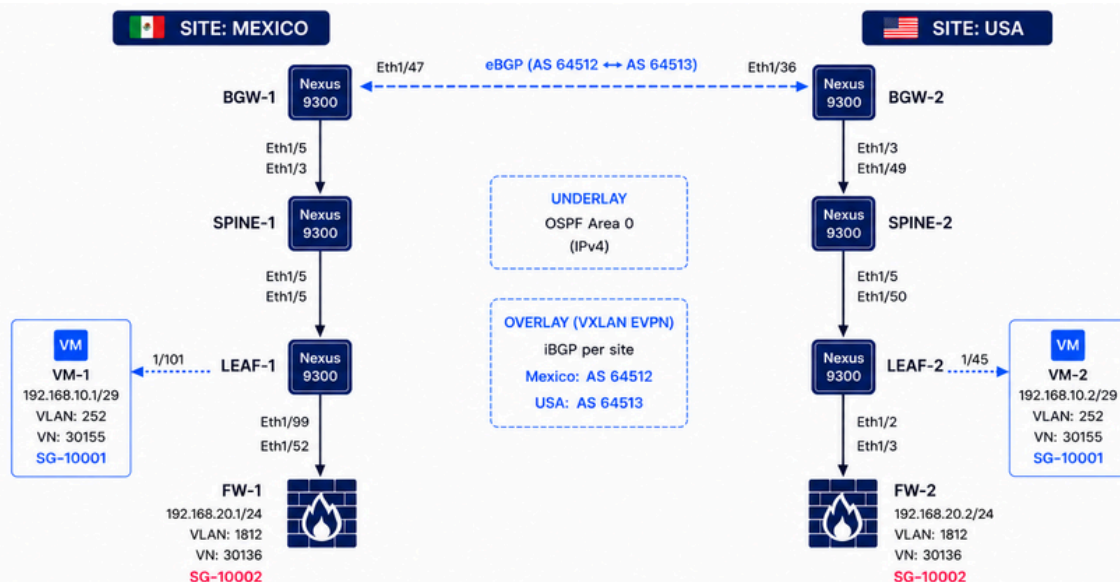 SITE: MEXICO
SITE: USA
Eth1/47
eBGP (AS 64512 ↔ AS 64513)
Eth1/36
BGW-1
Nexus
9300
Nexus
9300
BGW-2
Eth1/5
Eth1/3
Eth1/3
Eth1/49
SPINE-1
Nexus
9300
UNDERLAY
OSPF Area 0
(IPv4)
Nexus
9300
SPINE-2
Eth1/5
Eth1/5
Eth1/5
Eth1/50
OVERLAY (VXLAN EVPN)
iBGP per site
Mexico: AS 64512
USA: AS 64513
VM
VM-1
192.168.10.1/29
VLAN: 252
VN: 30155
SG-10001
1/101
LEAF-1
Nexus
9300
Nexus
9300
LEAF-2
1/45
VM
VM-2
192.168.10.2/29
VLAN: 252
VN: 30155
SG-10001
Eth1/99
Eth1/52
Eth1/2
Eth1/3
FW-1
192.168.20.1/24
VLAN: 1812
VN: 30136
SG-10002
FW-2
192.168.20.2/24
VLAN: 1812
VN: 30136
SG-10002